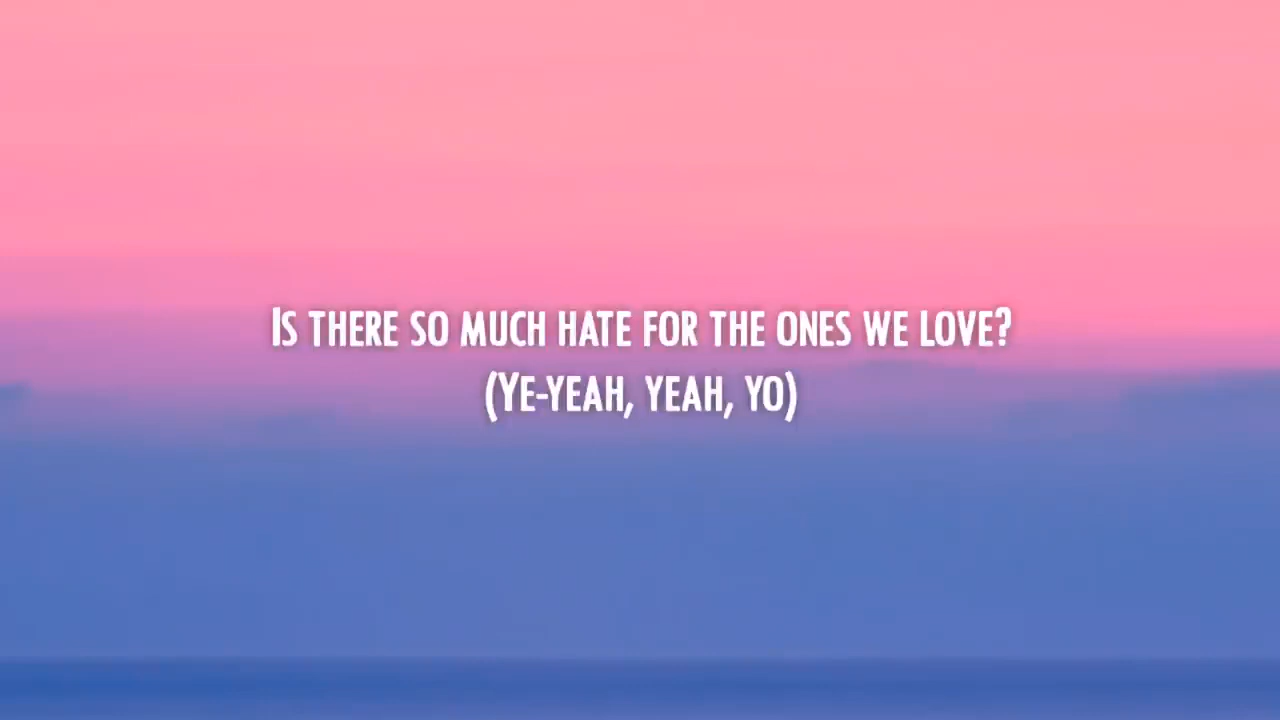 Is there so much hate for the ones we love?
(Ye-yeah, yeah, yo)